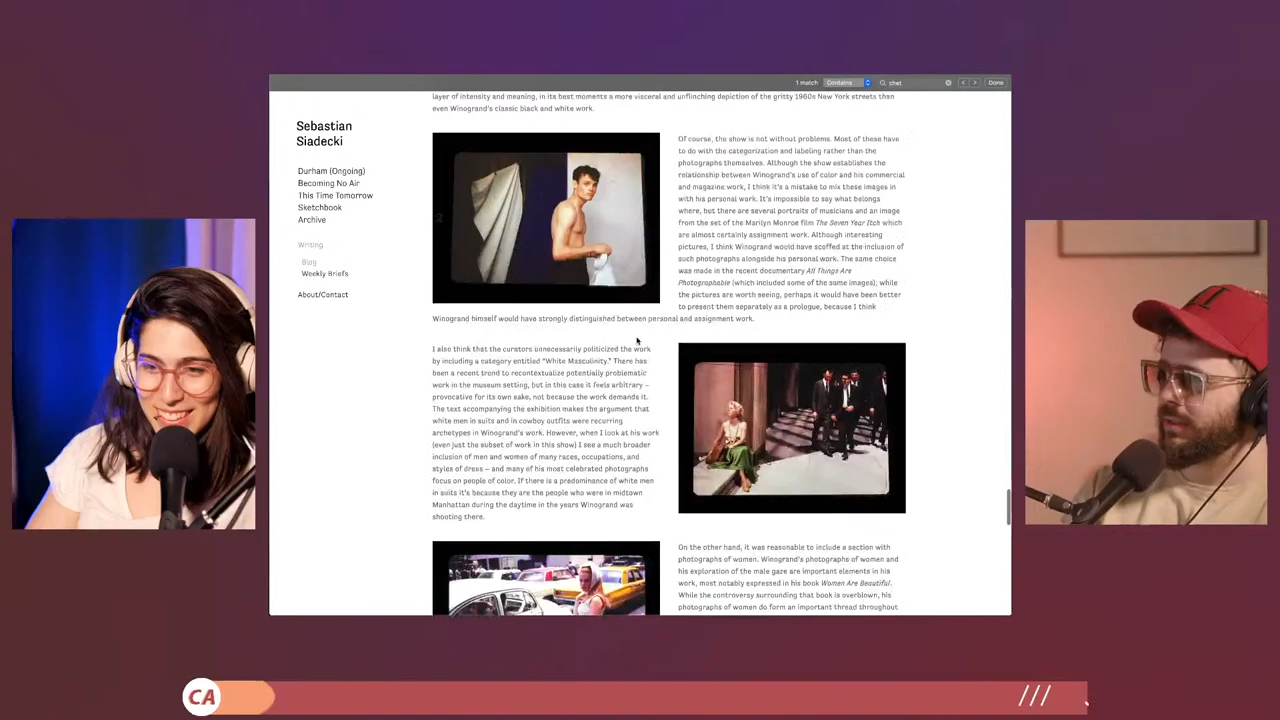 1 match
Contains
chet
Done
layer of intensity and meaning, in its best moments a more visceral and unflinching depiction of the gritty 1960s New York streets than
even Winogrand's classic black and white work.
Sebastian
Siadecki
Durham (Ongoing)
Becoming No Air
This Time Tomorrow
Sketchbook
Archive
Writing
Blog
Weekly Briefs
About/Contact
Of course, the show is not without problems. Most of these have
to do with the categorization and labeling rather than the
photographs themselves. Although the show establishes the
relationship between Winogrand's use of color and his commercial
and magazine work, I think it's a mistake to mix these images in
with his personal work. It's impossible to say what belongs
where, but there are several portraits of musicians and an image
from the set of the Marilyn Monroe film The Seven Year Itch which
are almost certainly assignment work. Although interesting
pictures, I think Winogrand would have scoffed at the inclusion of
such photographs alongside his personal work. The same choice
was made in the recent documentary All Things Are
Photographable (which included some of the same images); while
the pictures are worth seeing, perhaps it would have been better
to present them separately as a prologue, because I think
Winogrand himself would have strongly distinguished between personal and assignment work.
I also think that the curators unnecessarily politicized the work
by including a category entitled "White Masculinity." There has
been a recent trend to recontextualize potentially problematic
work in the museum setting, but in this case it feels arbitrary –
provocative for its own sake, not because the work demands it.
The text accompanying the exhibition makes the argument that
white men in suits and in cowboy outfits were recurring
archetypes in Winogrand's work. However, when I look at his work
(even just the subset of work in this show) I see a much broader
inclusion of men and women of many races, occupations, and
styles of dress – and many of his most celebrated photographs
focus on people of color. If there is a predominance of white men
in suits it's because they are the people who were in midtown
Manhattan during the daytime in the years Winogrand was
shooting there.
On the other hand, it was reasonable to include a section with
photographs of women. Winogrand's photographs of women and
his exploration of the male gaze are important elements in his
work, most notably expressed in his book Women Are Beautiful.
While the controversy surrounding that book is overblown, his
photographs of women do form an important thread throughout
CA
///